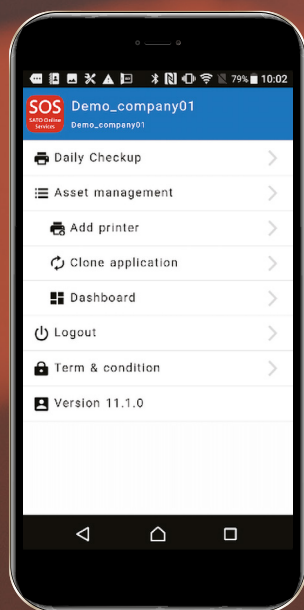 79% 10:02
SOS
SATO Online
Services
Demo_company01
Demo_company01
Daily Checkup
Asset management
Add printer
Clone application
Dashboard
Logout
Term & condition
Version 11.1.0